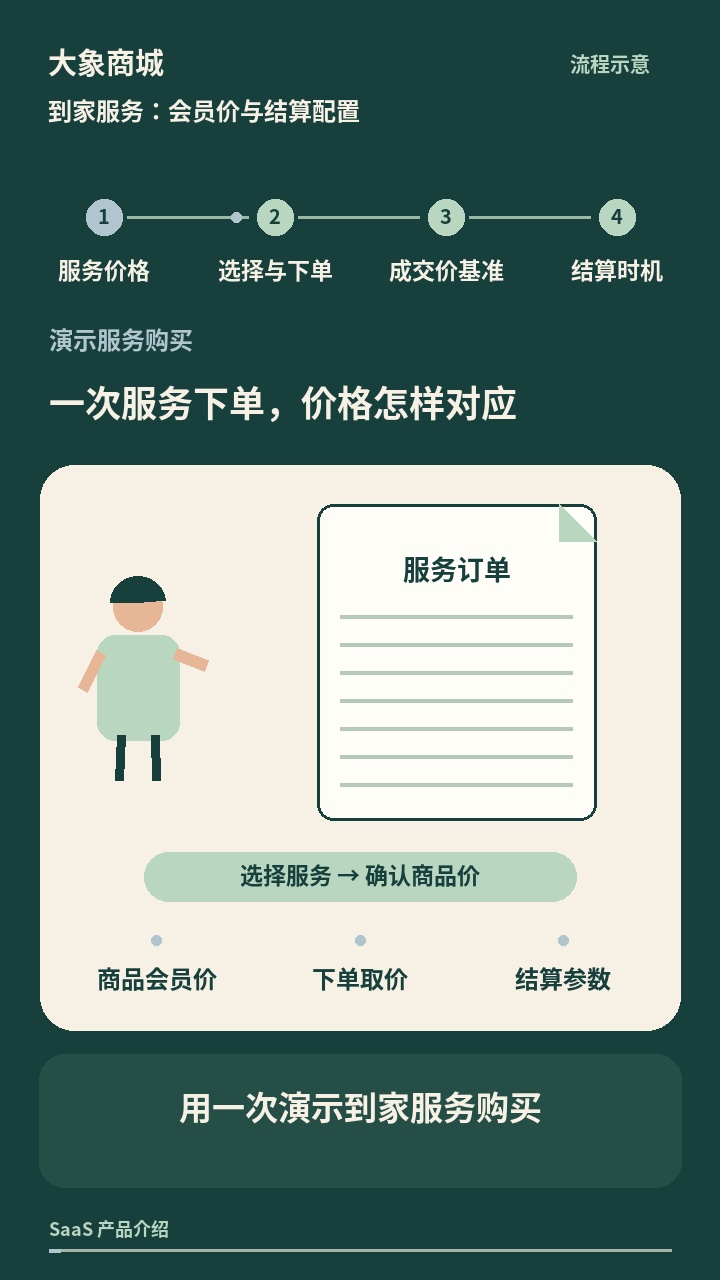 大象商城
流程示意
到家服务：会员价与结算配置
1
2
3
4
服务价格
选择与下单
成交价基准
结算时机
演示服务购买
一次服务下单，价格怎样对应
服务订单
选择服务 → 确认商品价
商品会员价
下单取价
结算参数
用一次演示到家服务购买
SaaS 产品介绍